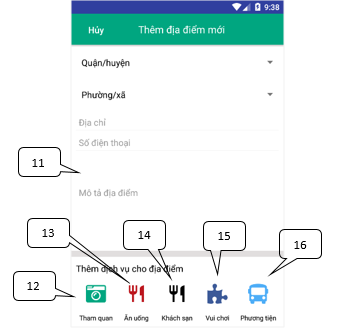 9:38
Hủy Thêm địa điểm mới
Quận/huyện
Phường/xã
Địa chỉ
Số điện thoại
11
Mô tả địa điểm
13
14
15
16
Thêm dịch vụ cho địa điểm
12
Tham quan Ăn uống Khách sạn Vui chơi Phương tiện